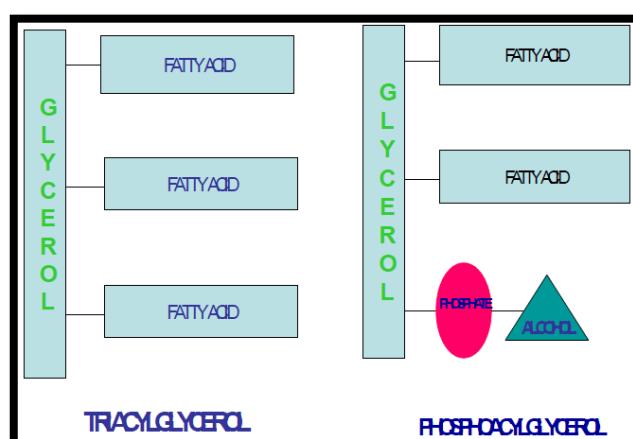 GLYCEROL
FATTY ACID
FATTY ACID
FATTY ACID
TRIACYLGLYCEROL
GLYCEROL
FATTY ACID
FATTY ACID
PHOSPHATE
ALCOHOL
PHOSPHOACYLGLYCEROL